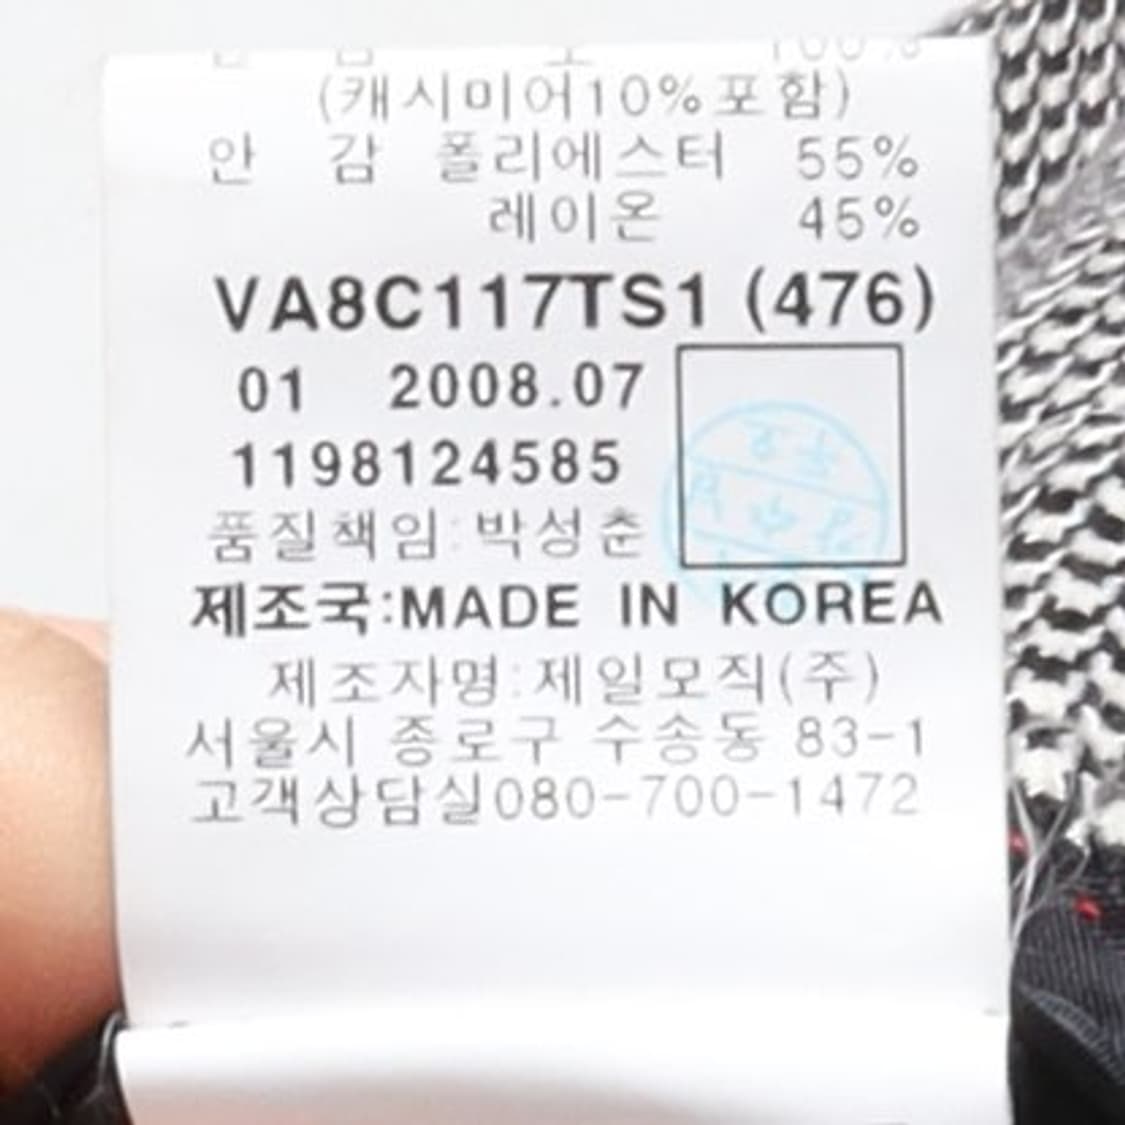 100%
(캐시미어10%포함)
안 감 폴리에스터 55%
레이온 45%
VA8C117TS1 (476)
01 2008.07
1198124585
품질책임:박성춘
제조국:MADE IN KOREA
제조자명:제일모직(주)
서울시 종로구 수송동 83-1
고객상담실080-700-1472